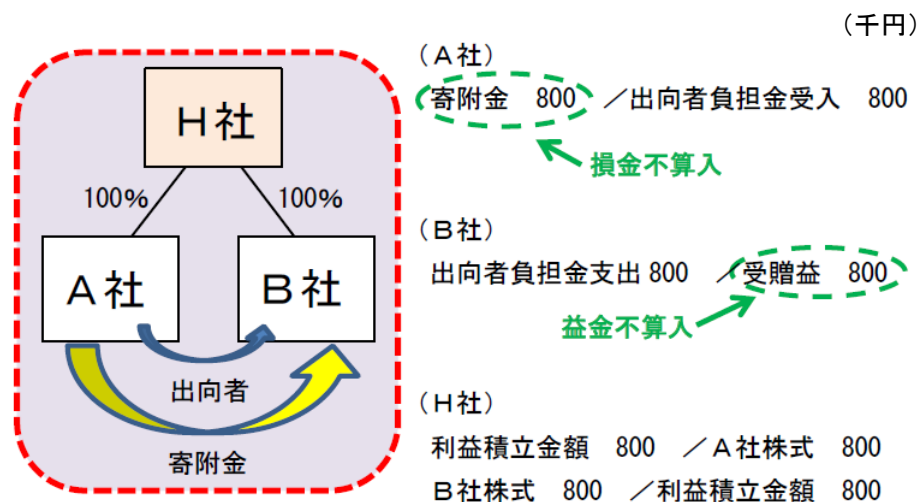 （千円）
H社
100%
100%
A社
B社
出向者
寄附金
（A社）
寄附金　800　／出向者負担金受入　800
損金不算入
（B社）
出向者負担金支出 800　／受贈益　800
益金不算入
（H社）
利益積立金額　800　／A社株式　800
B社株式　800　／利益積立金額　800